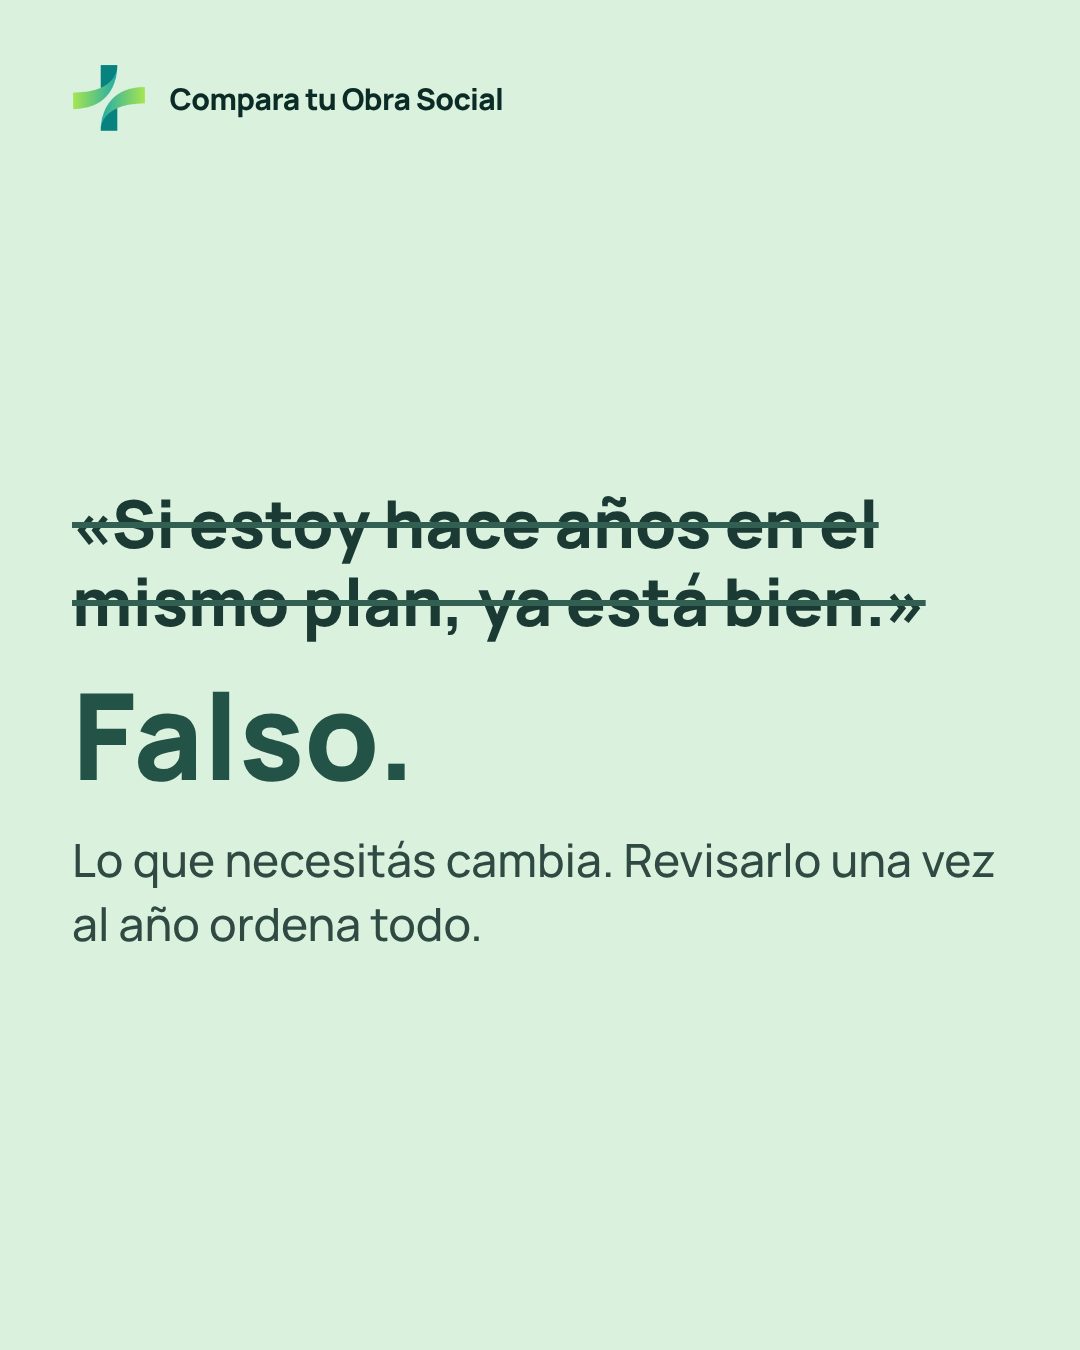 Compara tu Obra Social
«Si estoy hace años en el
mismo plan, ya está bien.»
Falso.
Lo que necesitás cambia. Revisarlo una vez
al año ordena todo.